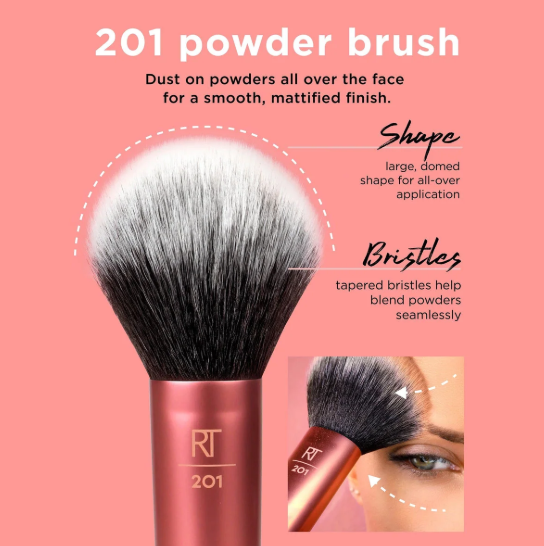 201 powder brush
Dust on powders all over the face
for a smooth, mattified finish.
Shape
large, domed
shape for all-over
application
Bristles
tapered bristles help
blend powders
seamlessly
RT
201
RT
201